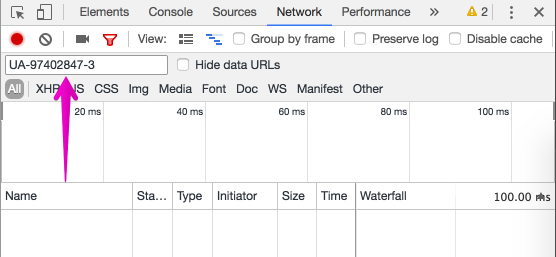 Elements Console Sources Network Performance » 2
View: Group by frame Preserve log Disable cache
UA-97402847-3 Hide data URLs
All XHR JS CSS Img Media Font Doc WS Manifest Other
20 ms 40 ms 60 ms 80 ms 100 ms
Name Sta... Type Initiator Size Time Waterfall 100.00 ms